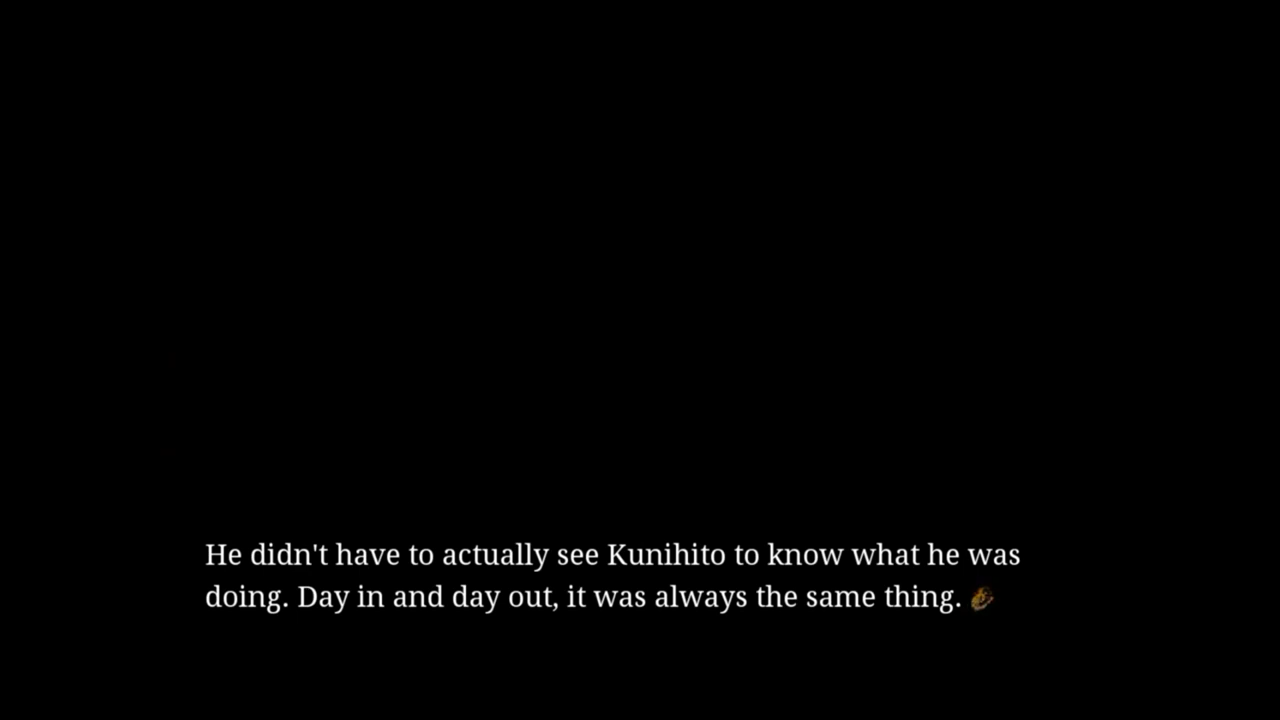 He didn't have to actually see Kunihito to know what he was
doing. Day in and day out, it was always the same thing.